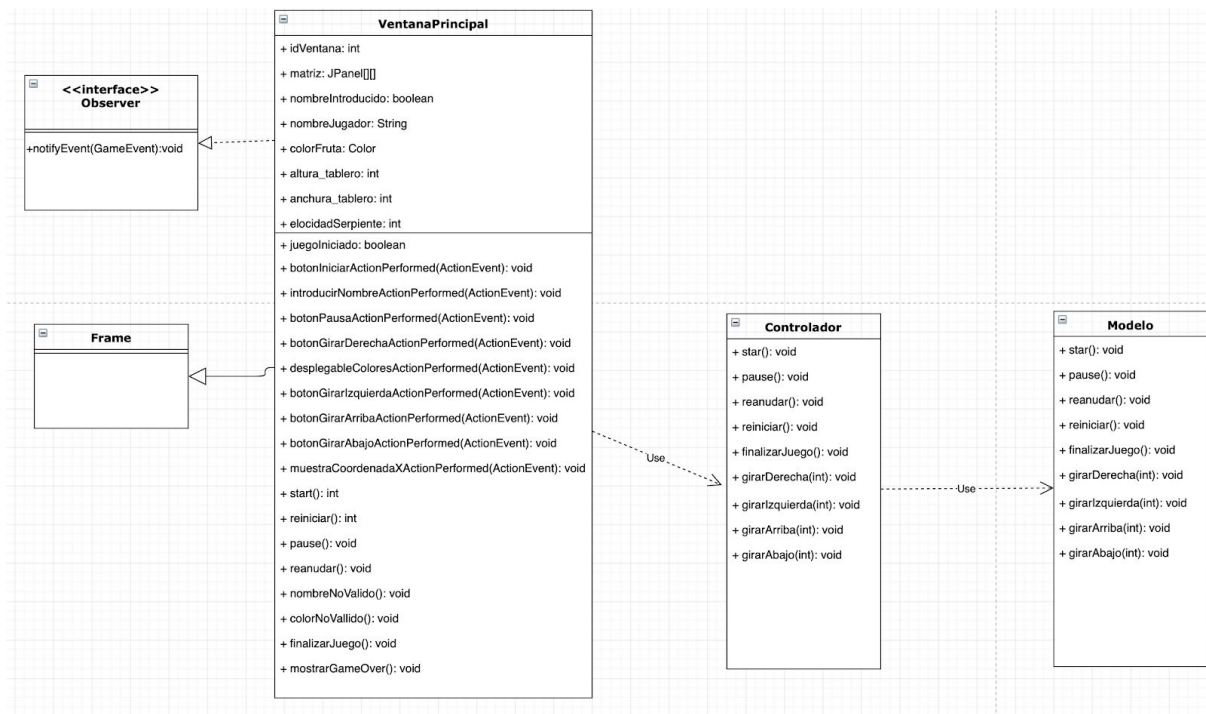 <<interface>>
Observer
+notifyEvent(GameEvent):void
Frame
VentanaPrincipal
+ idVentana: int
+ matriz: JPanel[][]
+ nombreIntroducido: boolean
+ nombreJugador: String
+ colorFruta: Color
+ altura_tablero: int
+ anchura_tablero: int
+ elocidadSerpiente: int
+ juegoIniciado: boolean
+ botonIniciarActionPerformed(ActionEvent): void
+ introducirNombreActionPerformed(ActionEvent): void
+ botonPausaActionPerformed(ActionEvent): void
+ botonGirarDerechaActionPerformed(ActionEvent): void
+ desplegableColoresActionPerformed(ActionEvent): void
+ botonGirarIzquierdaActionPerformed(ActionEvent): void
+ botonGirarArribaActionPerformed(ActionEvent): void
+ botonGirarAbajoActionPerformed(ActionEvent): void
+ muestraCoordenadaXActionPerformed(ActionEvent): void
+ start(): int
+ reiniciar(): int
+ pause(): void
+ reanudar(): void
+ nombreNoValido(): void
+ colorNoVallido(): void
+ finalizarJuego(): void
+ mostrarGameOver(): void
Use
Controlador
+ star(): void
+ pause(): void
+ reanudar(): void
+ reiniciar(): void
+ finalizarJuego(): void
+ girarDerecha(int): void
+ girarIzquierda(int): void
+ girarArriba(int): void
+ girarAbajo(int): void
Use
Modelo
+ star(): void
+ pause(): void
+ reanudar(): void
+ reiniciar(): void
+ finalizarJuego(): void
+ girarDerecha(int): void
+ girarIzquierda(int): void
+ girarArriba(int): void
+ girarAbajo(int): void